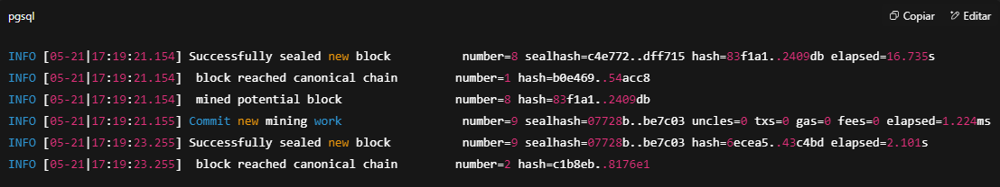 pgsql
Copiar Editar
INFO [05-21|17:19:21.154] Successfully sealed new block number=8 sealhash=c4e772..dff715 hash=83f1a1..2409db elapsed=16.735s
INFO [05-21|17:19:21.154] block reached canonical chain number=1 hash=b0e469..54acc8
INFO [05-21|17:19:21.154] mined potential block number=8 hash=83f1a1..2409db
INFO [05-21|17:19:21.155] Commit new mining work number=9 sealhash=07728b..be7c03 uncles=0 txs=0 gas=0 fees=0 elapsed=1.224ms
INFO [05-21|17:19:23.255] Successfully sealed new block number=9 sealhash=07728b..be7c03 hash=6ecea5..43c4bd elapsed=2.101s
INFO [05-21|17:19:23.255] block reached canonical chain number=2 hash=c1b8eb..8176e1